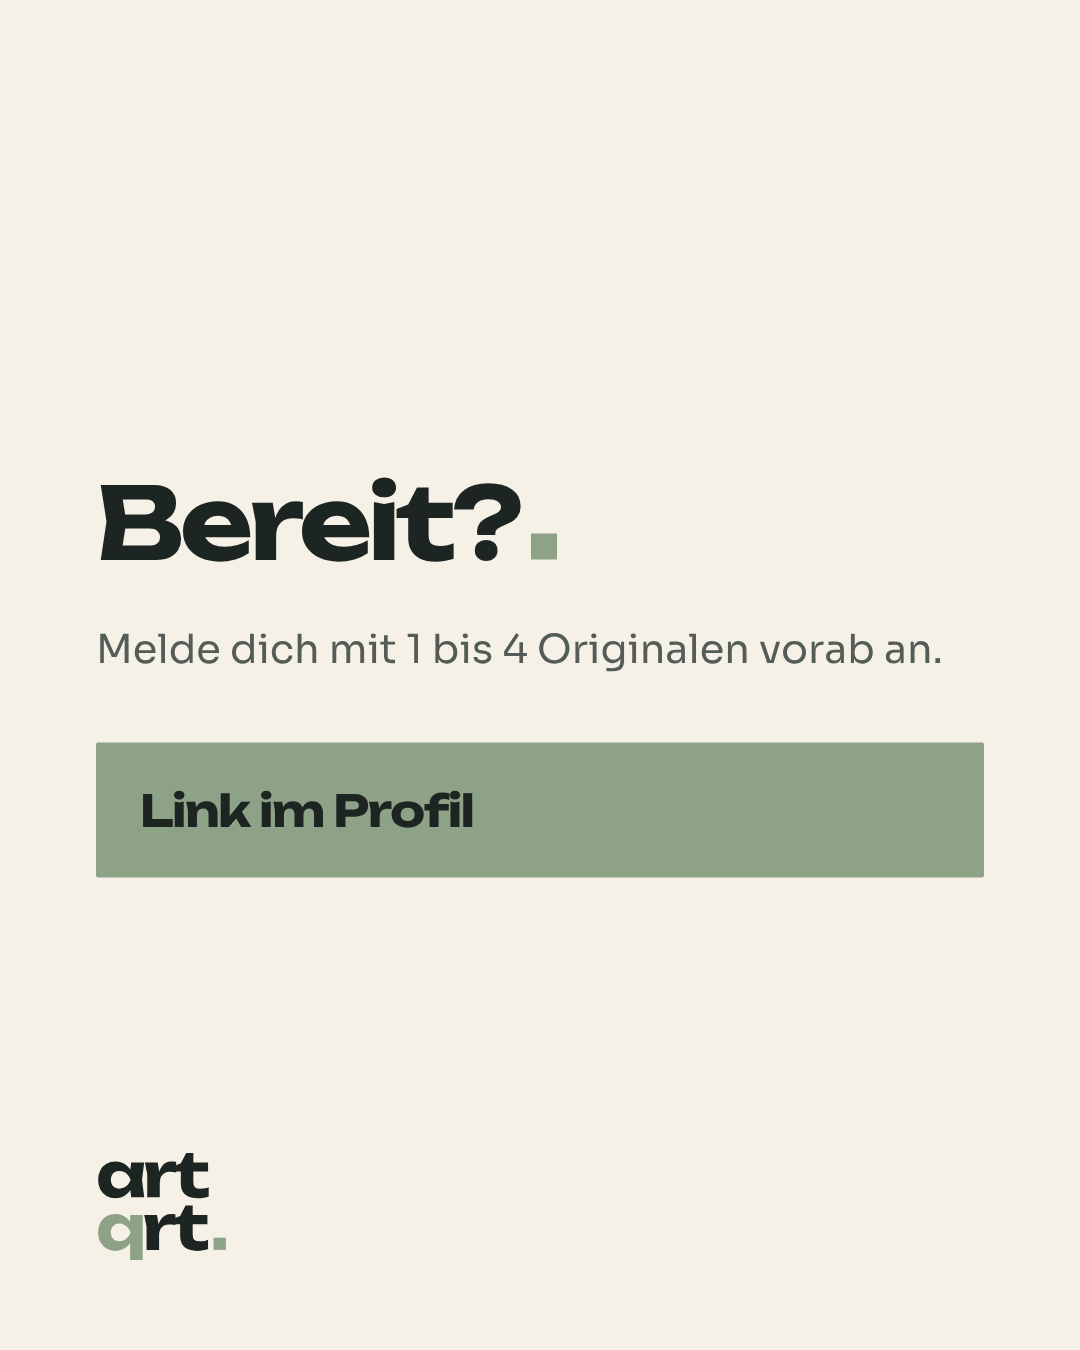 Bereit?.
Melde dich mit 1 bis 4 Originalen vorab an.
Link im Profil
art
qrt.